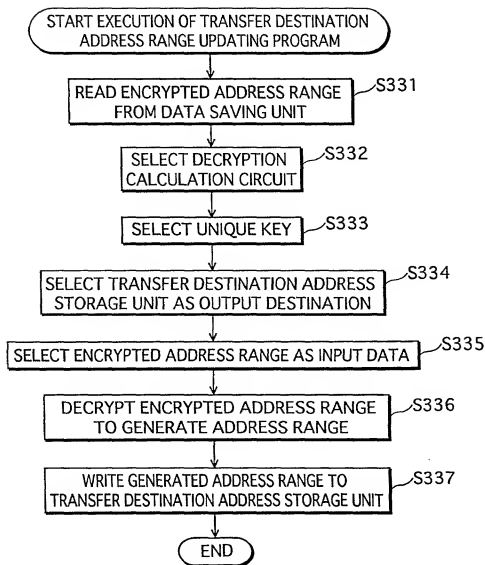 START EXECUTION OF TRANSFER DESTINATION
ADDRESS RANGE UPDATING PROGRAM
READ ENCRYPTED ADDRESS RANGE
FROM DATA SAVING UNIT
S331
SELECT DECRYPTION
CALCULATION CIRCUIT
S332
SELECT UNIQUE KEY
S333
SELECT TRANSFER DESTINATION ADDRESS
STORAGE UNIT AS OUTPUT DESTINATION
S334
SELECT ENCRYPTED ADDRESS RANGE AS INPUT DATA
S335
DECRYPT ENCRYPTED ADDRESS RANGE
TO GENERATE ADDRESS RANGE
S336
WRITE GENERATED ADDRESS RANGE TO
TRANSFER DESTINATION ADDRESS STORAGE UNIT
S337
END